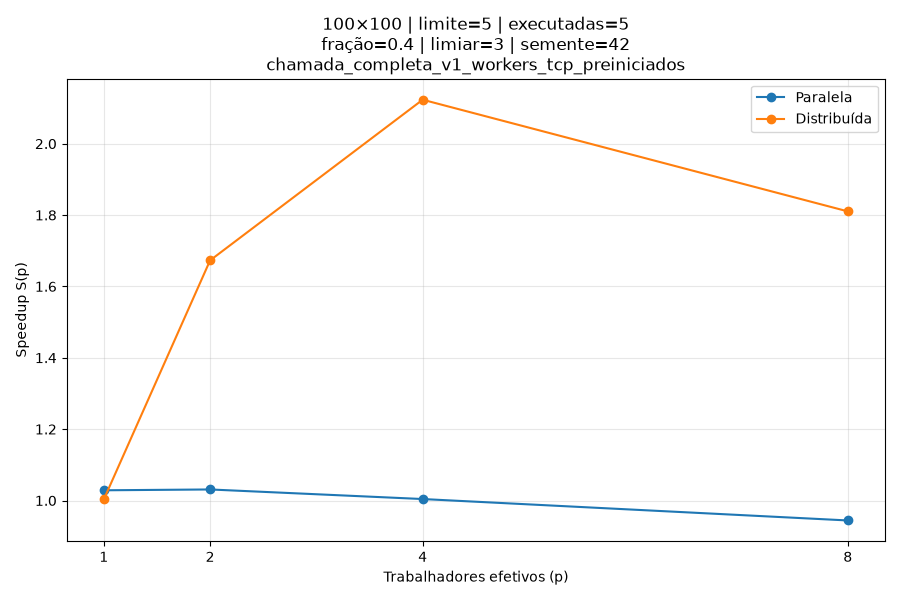 100×100 | limite=5 | executadas=5
fração=0.4 | limiar=3 | semente=42
chamada_completa_v1_workers_tcp_preiniciados
Paralela
Distribuída
2.0
1.8
1.6
1.4
1.2
1.0
Speedup S(p)
1 2 4 8
Trabalhadores efetivos (p)